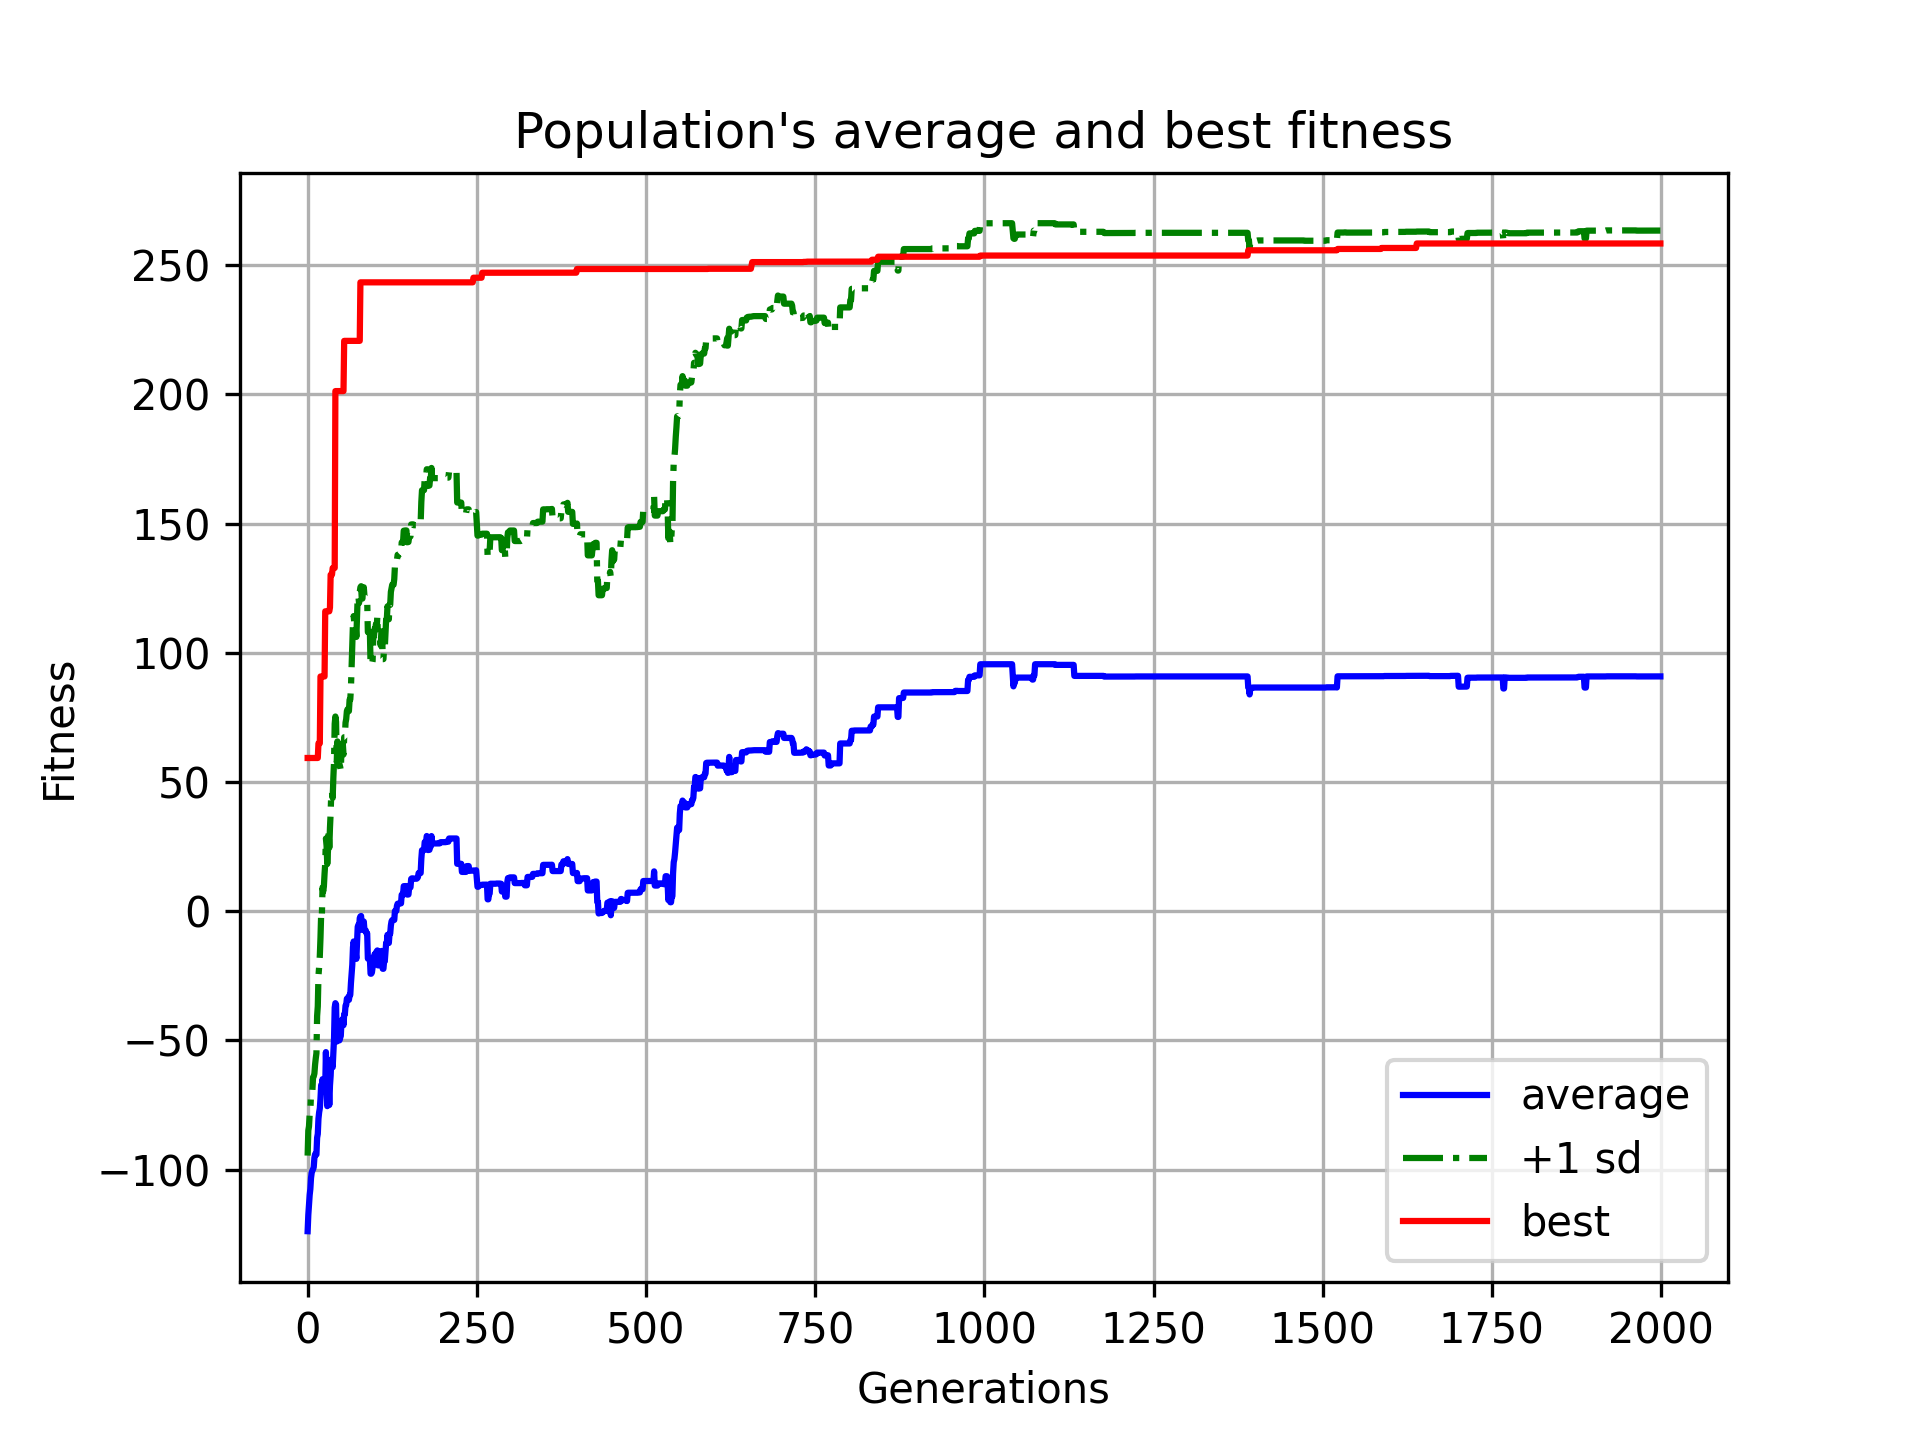 Population's average and best fitness
Fitness
250
200
150
100
50
0
−50
−100
0 250 500 750 1000 1250 1500 1750 2000
Generations
average
+1 sd
best